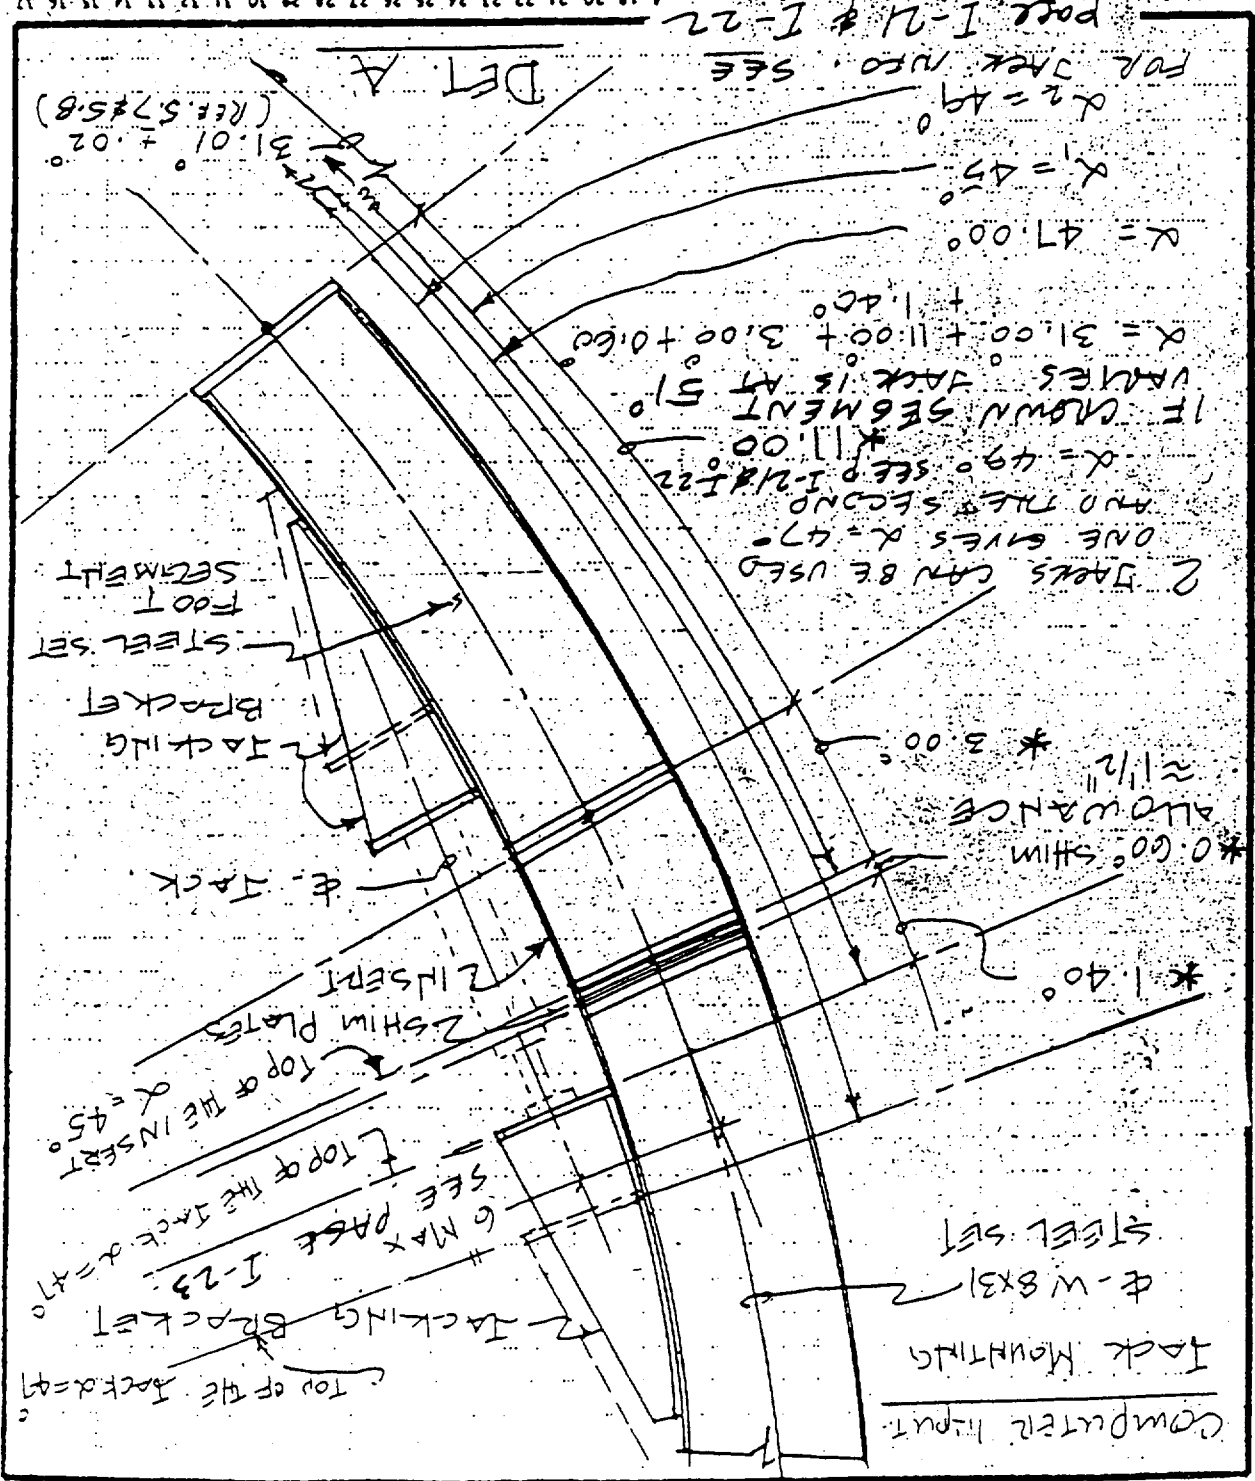 COMPUTER INPUT
JACK MOUNTING
℄ - W 8x31
STEEL SET
TOP OF THE JACK α=49°
JACKING BRACKET
6 MAX
SEE PAGE I-23
TOP OF THE JACK α=47°
TOP OF THE INSERT
α=45°
2 SHIM PLATES
INSERT
℄ JACK
JACKING
BRACKET
STEEL SET
FOOT
SEGMENT
* 1.40°
* 0.60° SHIM
ALLOWANCE
≈ 1 1/2"
* 3.00°
2 JACKS CAN BE USED
ONE GIVES α = 47°
AND THE SECOND
α = 49° SEE P I-21 & I-22
* 11.00°
IF CROWN SEGMENT
VARIES JACK IS AT 51°
α = 31.00° + 11.00° + 3.00° + 0.60°
+ 1.40°
α = 47.00°
α1 = 45°
α2 = 49°
FOR JACK INFO. SEE
page I-21 & I-22
31.01° ± .02°
(REF. 5.7 & 5.8)
DET. A